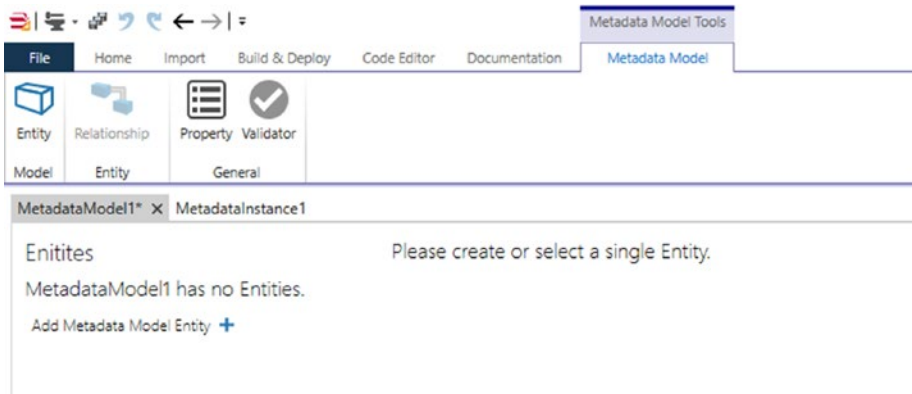 Metadata Model Tools
File Home Import Build & Deploy Code Editor Documentation Metadata Model
Entity Relationship Property Validator
Model Entity General
MetadataModel1* X MetadataInstance1
Enitites Please create or select a single Entity.
MetadataModel1 has no Entities.
Add Metadata Model Entity +